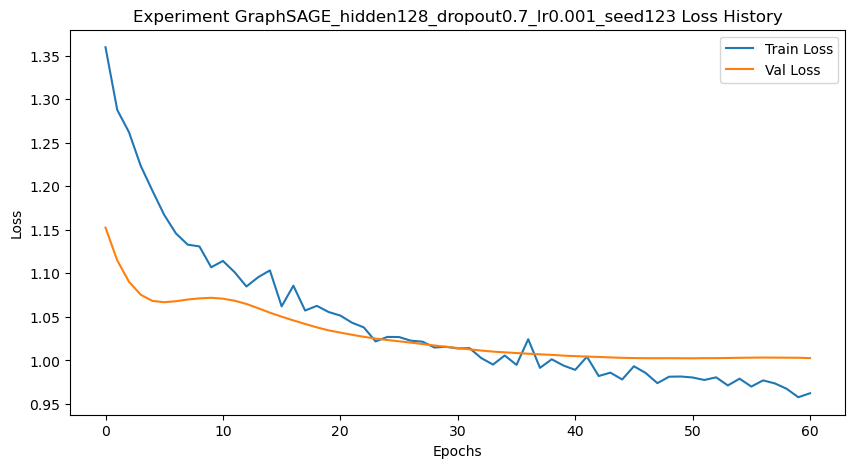 Experiment GraphSAGE_hidden128_dropout0.7_lr0.001_seed123 Loss History
Train Loss
Val Loss
1.35
1.30
1.25
1.20
1.15
1.10
1.05
1.00
0.95
Loss
0 10 20 30 40 50 60
Epochs